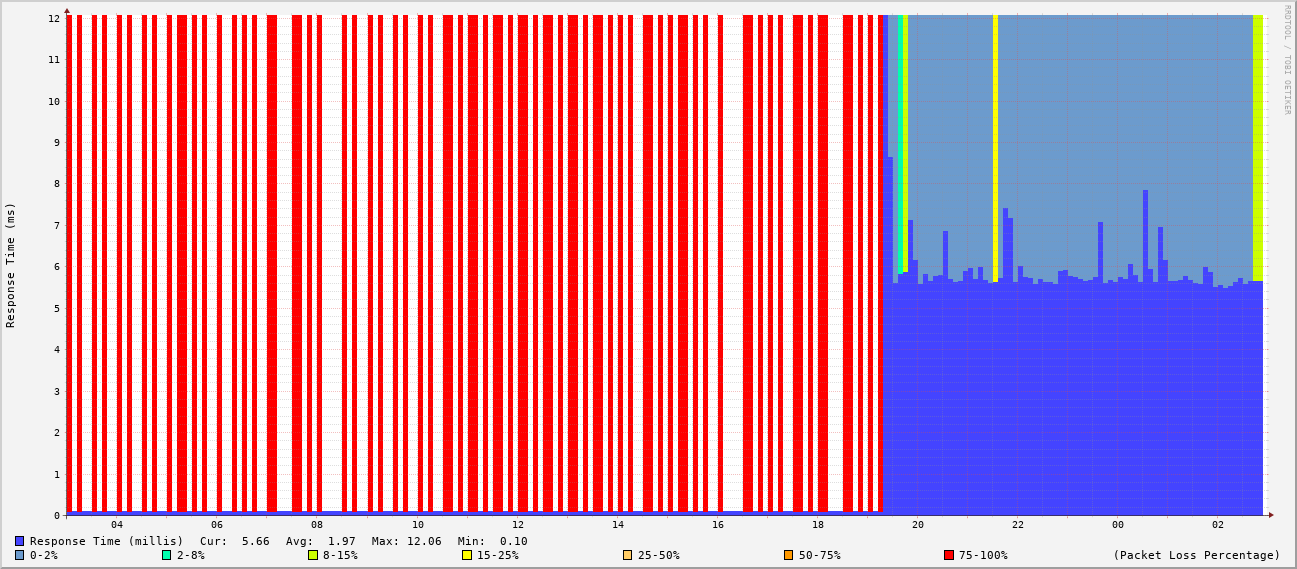 RRDTOOL / TOBI OETIKER
Response Time (ms)
12
11
10
9
8
7
6
5
4
3
2
1
0
04 06 08 10 12 14 16 18 20 22 00 02
Response Time (millis) Cur: 5.66 Avg: 1.97 Max: 12.06 Min: 0.10
0-2% 2-8% 8-15% 15-25% 25-50% 50-75% 75-100% (Packet Loss Percentage)